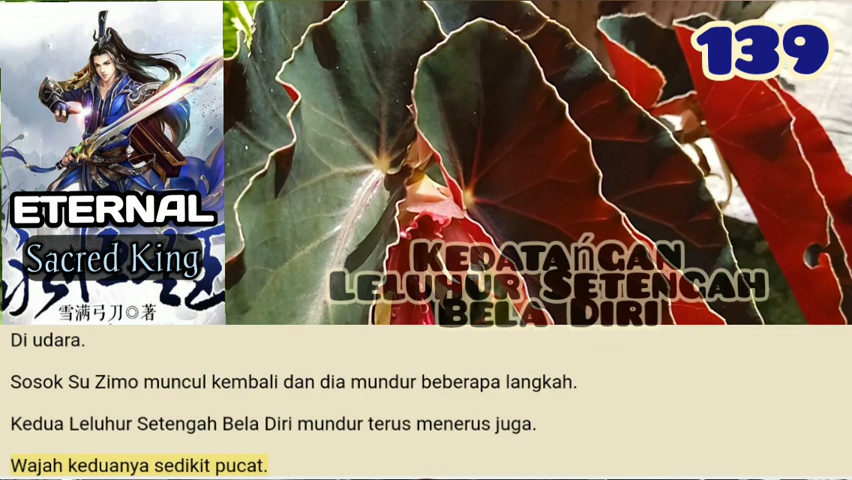 139
ETERNAL
Sacred King
雪满弓刀◎著
Kedatańgan
Leluhur Setengah
Bela Diri
Di udara.
Sosok Su Zimo muncul kembali dan dia mundur beberapa langkah.
Kedua Leluhur Setengah Bela Diri mundur terus menerus juga.
Wajah keduanya sedikit pucat.